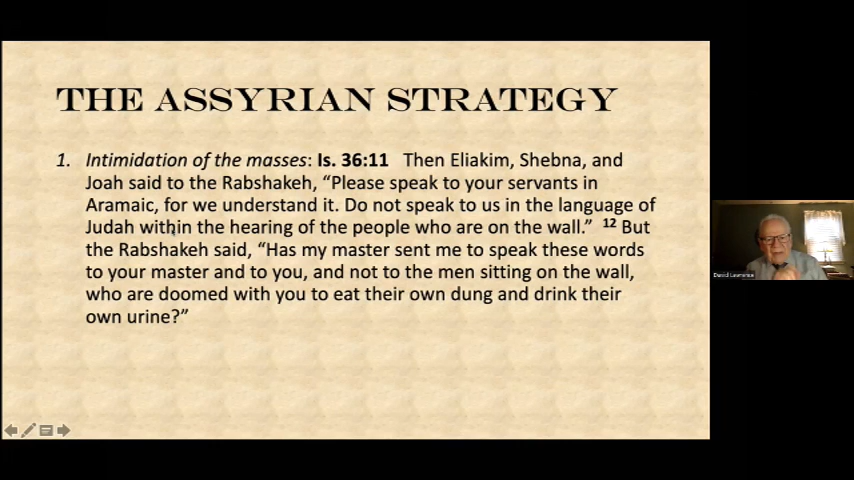 THE ASSYRIAN STRATEGY
1. Intimidation of the masses: Is. 36:11 Then Eliakim, Shebna, and
Joah said to the Rabshakeh, “Please speak to your servants in
Aramaic, for we understand it. Do not speak to us in the language of
Judah within the hearing of the people who are on the wall.” 12 But
the Rabshakeh said, “Has my master sent me to speak these words
to your master and to you, and not to the men sitting on the wall,
who are doomed with you to eat their own dung and drink their
own urine?”
David Lawrence